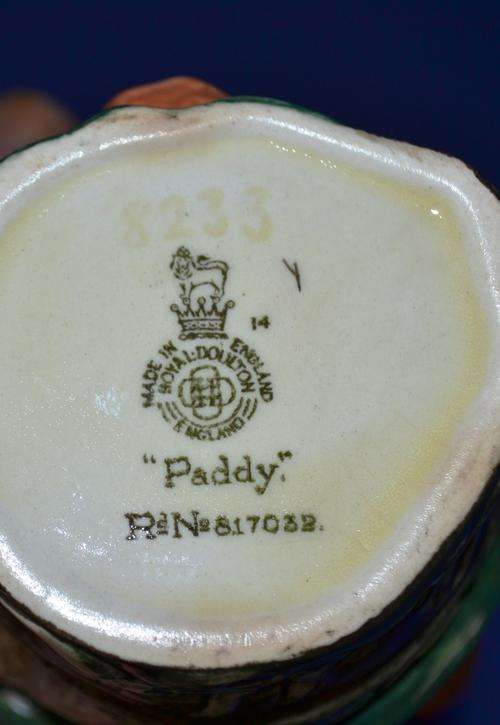 8233
Y
14
MADE IN ENGLAND
ROYAL·DOULTON
ENGLAND
"Paddy".
Rd No 817032.